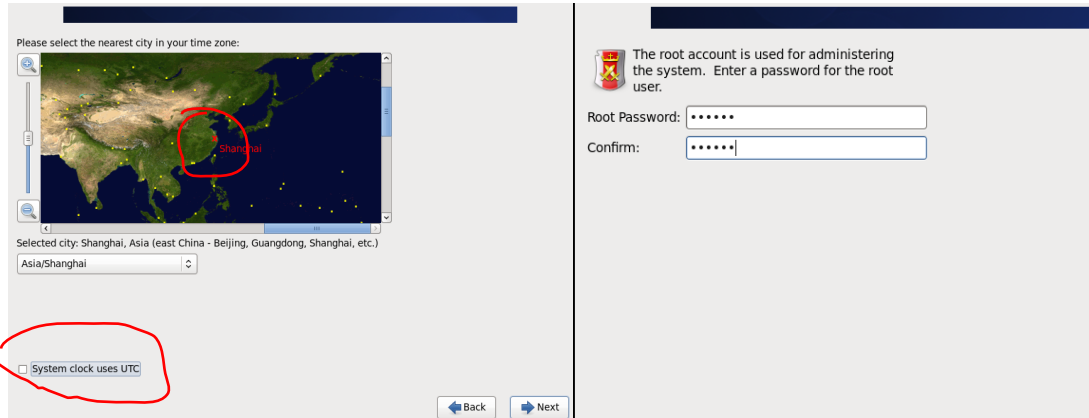 Please select the nearest city in your time zone:
Shanghai
Selected city: Shanghai, Asia (east China - Beijing, Guangdong, Shanghai, etc.)
Asia/Shanghai
System clock uses UTC
Back
Next
The root account is used for administering
the system. Enter a password for the root
user.
Root Password: ••••••
Confirm: ••••••